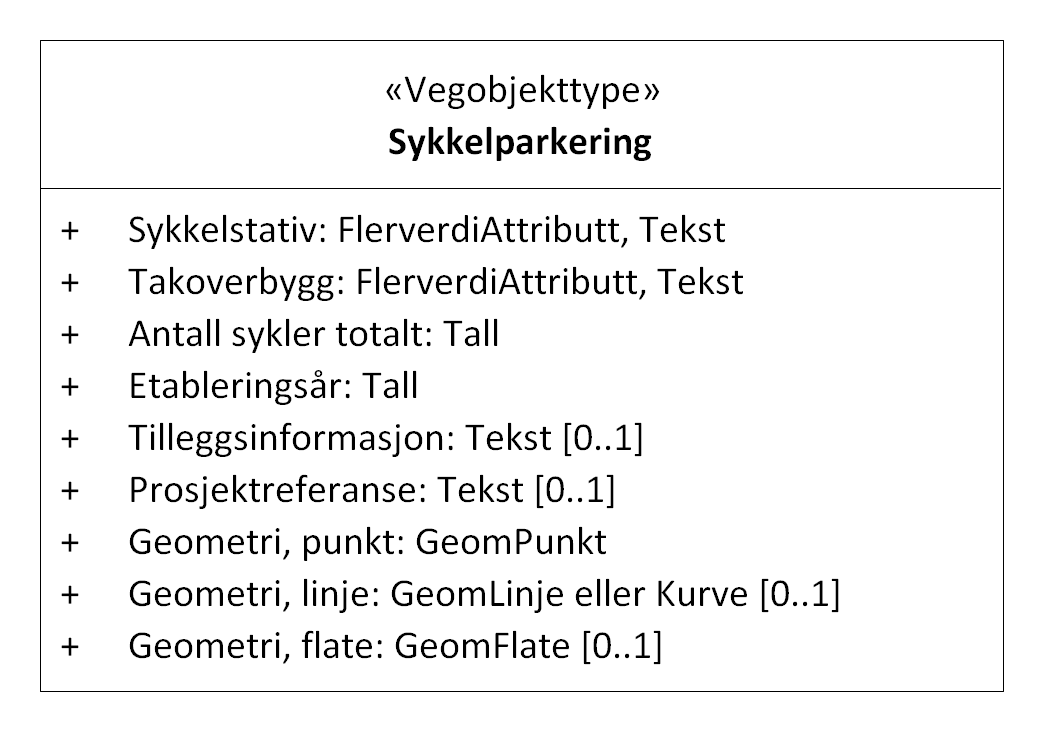 «Vegobjekttype»
Sykkelparkering
+ Sykkelstativ: FlerverdiAttributt, Tekst
+ Takoverbygg: FlerverdiAttributt, Tekst
+ Antall sykler totalt: Tall
+ Etableringsår: Tall
+ Tilleggsinformasjon: Tekst [0..1]
+ Prosjektreferanse: Tekst [0..1]
+ Geometri, punkt: GeomPunkt
+ Geometri, linje: GeomLinje eller Kurve [0..1]
+ Geometri, flate: GeomFlate [0..1]